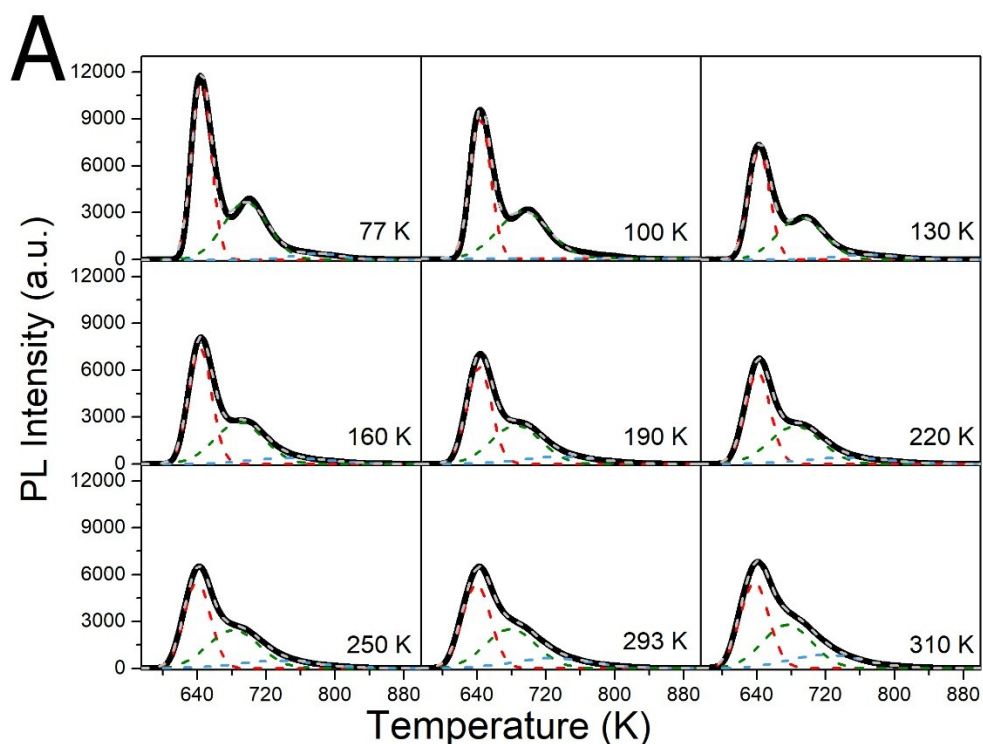 A
PL Intensity (a.u.)
12000
9000
6000
3000
0
77 K
100 K
130 K
12000
9000
6000
3000
0
160 K
190 K
220 K
12000
9000
6000
3000
0
250 K
293 K
310 K
640 720 800 880 640 720 800 880 640 720 800 880
Temperature (K)